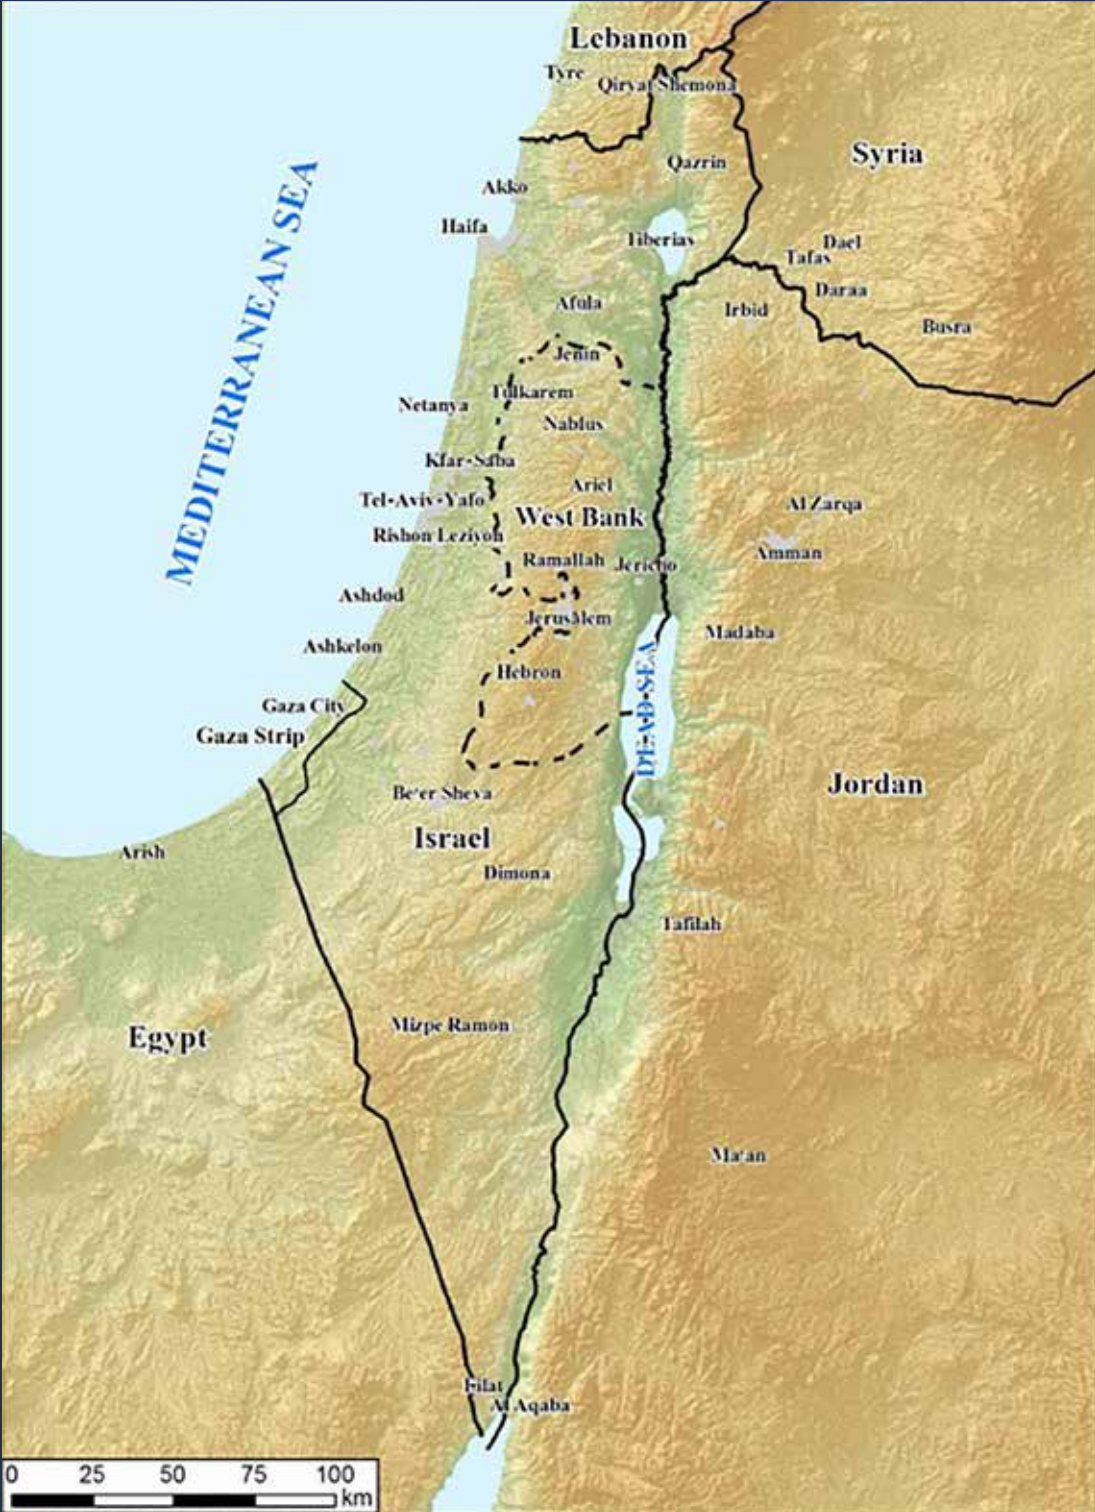 Lebanon
Tyre
Qiryat Shemona
Syria
Qazrin
MEDITERRANEAN SEA
Akko
Haifa
Tiberias
Dael
Tafas
Daraa
Afula
Irbid
Busra
Jenin
Tulkarem
Netanya
Nablus
Kfar-Saba
Ariel
Tel-Aviv-Yafo
Al Zarqa
West Bank
Rishon Leziyon
Amman
Ramallah
Jericho
Ashdod
Jerusalem
Madaba
Ashkelon
DEAD SEA
Hebron
Gaza City
Gaza Strip
Jordan
Be'er Sheva
Israel
Arish
Dimona
Tafilah
Mizpe Ramon
Egypt
Ma'an
Eilat
Al Aqaba
0 25 50 75 100
km